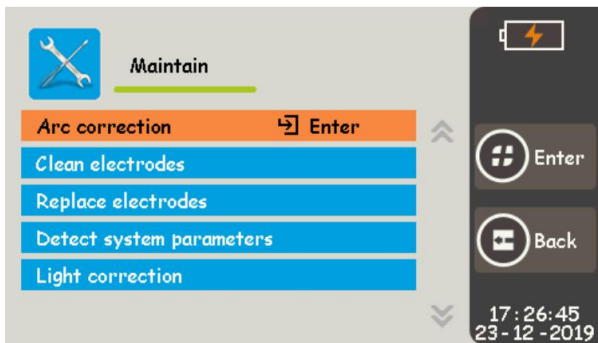 Maintain
Arc correction Enter
Clean electrodes
Replace electrodes
Detect system parameters
Light correction
Enter
Back
17:26:45
23-12-2019